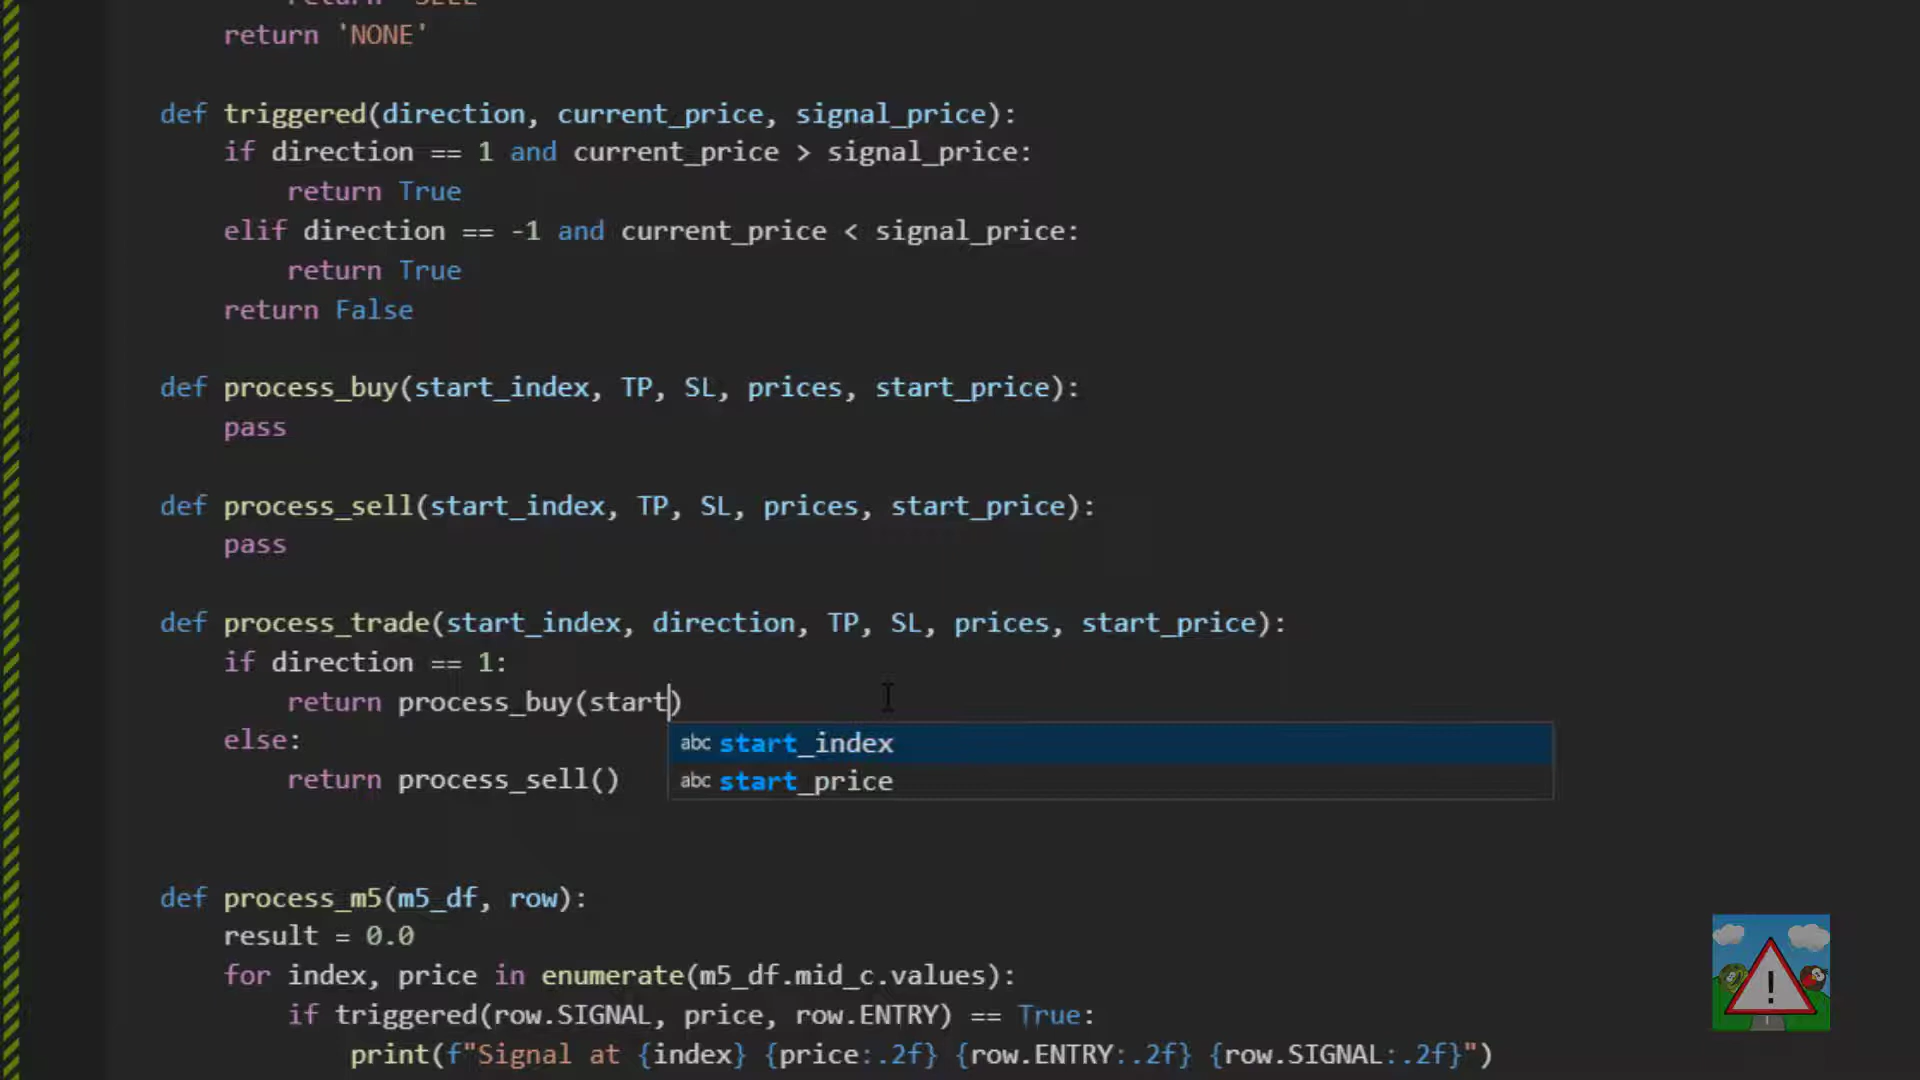 return 'SELL'
return 'NONE'
def triggered(direction, current_price, signal_price):
if direction == 1 and current_price > signal_price:
return True
elif direction == -1 and current_price < signal_price:
return True
return False
def process_buy(start_index, TP, SL, prices, start_price):
pass
def process_sell(start_index, TP, SL, prices, start_price):
pass
def process_trade(start_index, direction, TP, SL, prices, start_price):
if direction == 1:
return process_buy(start)
abc start_index
else:
abc start_price
return process_sell()
def process_m5(m5_df, row):
result = 0.0
for index, price in enumerate(m5_df.mid_c.values):
if triggered(row.SIGNAL, price, row.ENTRY) == True:
print(f"Signal at {index} {price:.2f} {row.ENTRY:.2f} {row.SIGNAL:.2f}")
!